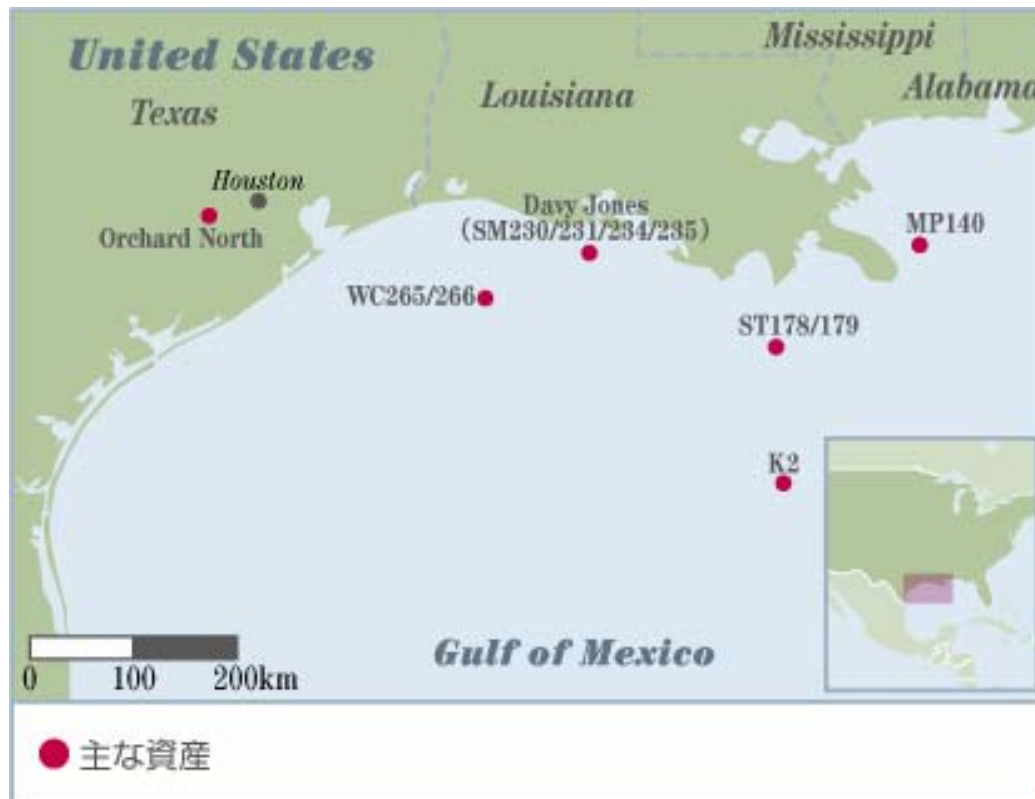 United States
Mississippi
Alabama
Louisiana
Texas
Houston
Orchard North
Davy Jones
(SM230/231/234/235)
MP140
WC265/266
ST178/179
K2
0 100 200km
Gulf of Mexico
主な資産